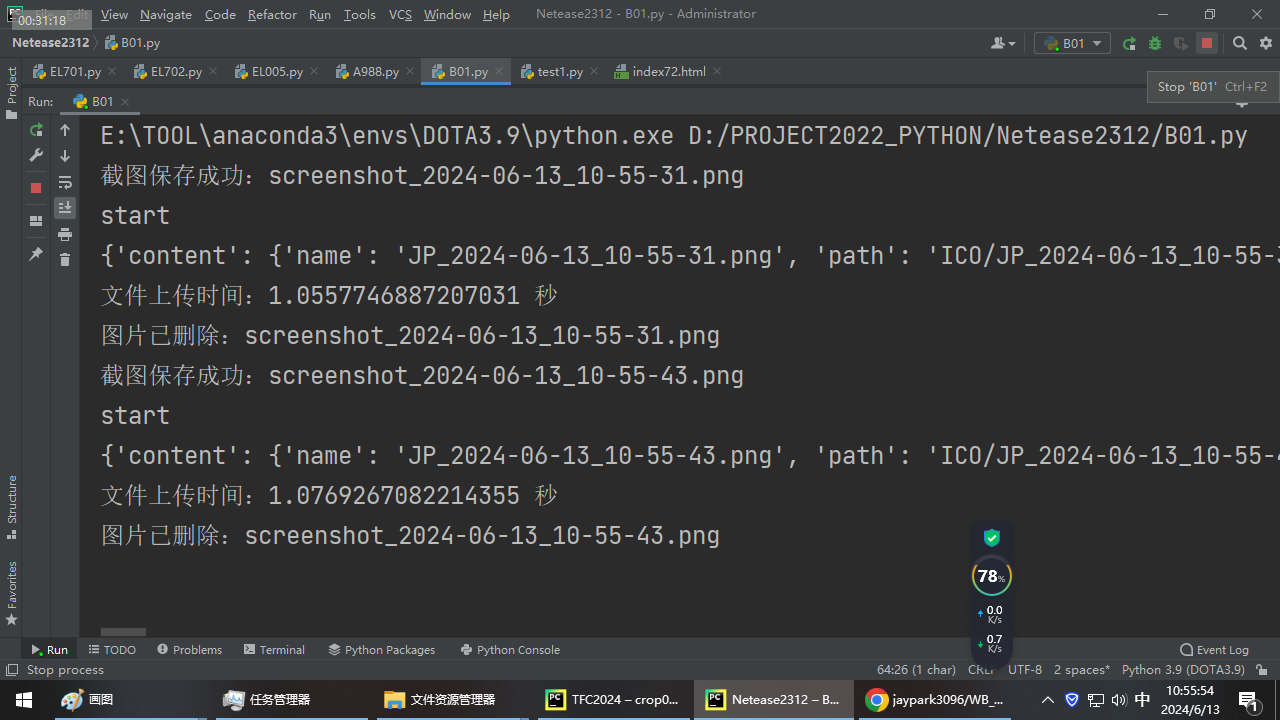 00:31:18
File Edit View Navigate Code Refactor Run Tools VCS Window Help Netease2312 - B01.py - Administrator
Netease2312 B01.py B01
EL701.py EL702.py EL005.py A988.py B01.py test1.py index72.html
Stop 'B01' Ctrl+F2
Project
Run: B01
E:\TOOL\anaconda3\envs\DOTA3.9\python.exe D:/PROJECT2022_PYTHON/Netease2312/B01.py
截图保存成功: screenshot_2024-06-13_10-55-31.png
start
{'content': {'name': 'JP_2024-06-13_10-55-31.png', 'path': 'ICO/JP_2024-06-13_10-55-3
文件上传时间: 1.0557746887207031 秒
图片已删除: screenshot_2024-06-13_10-55-31.png
截图保存成功: screenshot_2024-06-13_10-55-43.png
start
{'content': {'name': 'JP_2024-06-13_10-55-43.png', 'path': 'ICO/JP_2024-06-13_10-55-4
文件上传时间: 1.0769267082214355 秒
图片已删除: screenshot_2024-06-13_10-55-43.png
Structure
Favorites
78%
0.0
K/s
0.7
K/s
Run TODO Problems Terminal Python Packages Python Console Event Log
Stop process 64:26 (1 char) CRLF UTF-8 2 spaces* Python 3.9 (DOTA3.9)
画图 任务管理器 文件资源管理器 TFC2024 – crop0... Netease2312 – B... jaypark3096/WB_... 中 10:55:54
2024/6/13 1